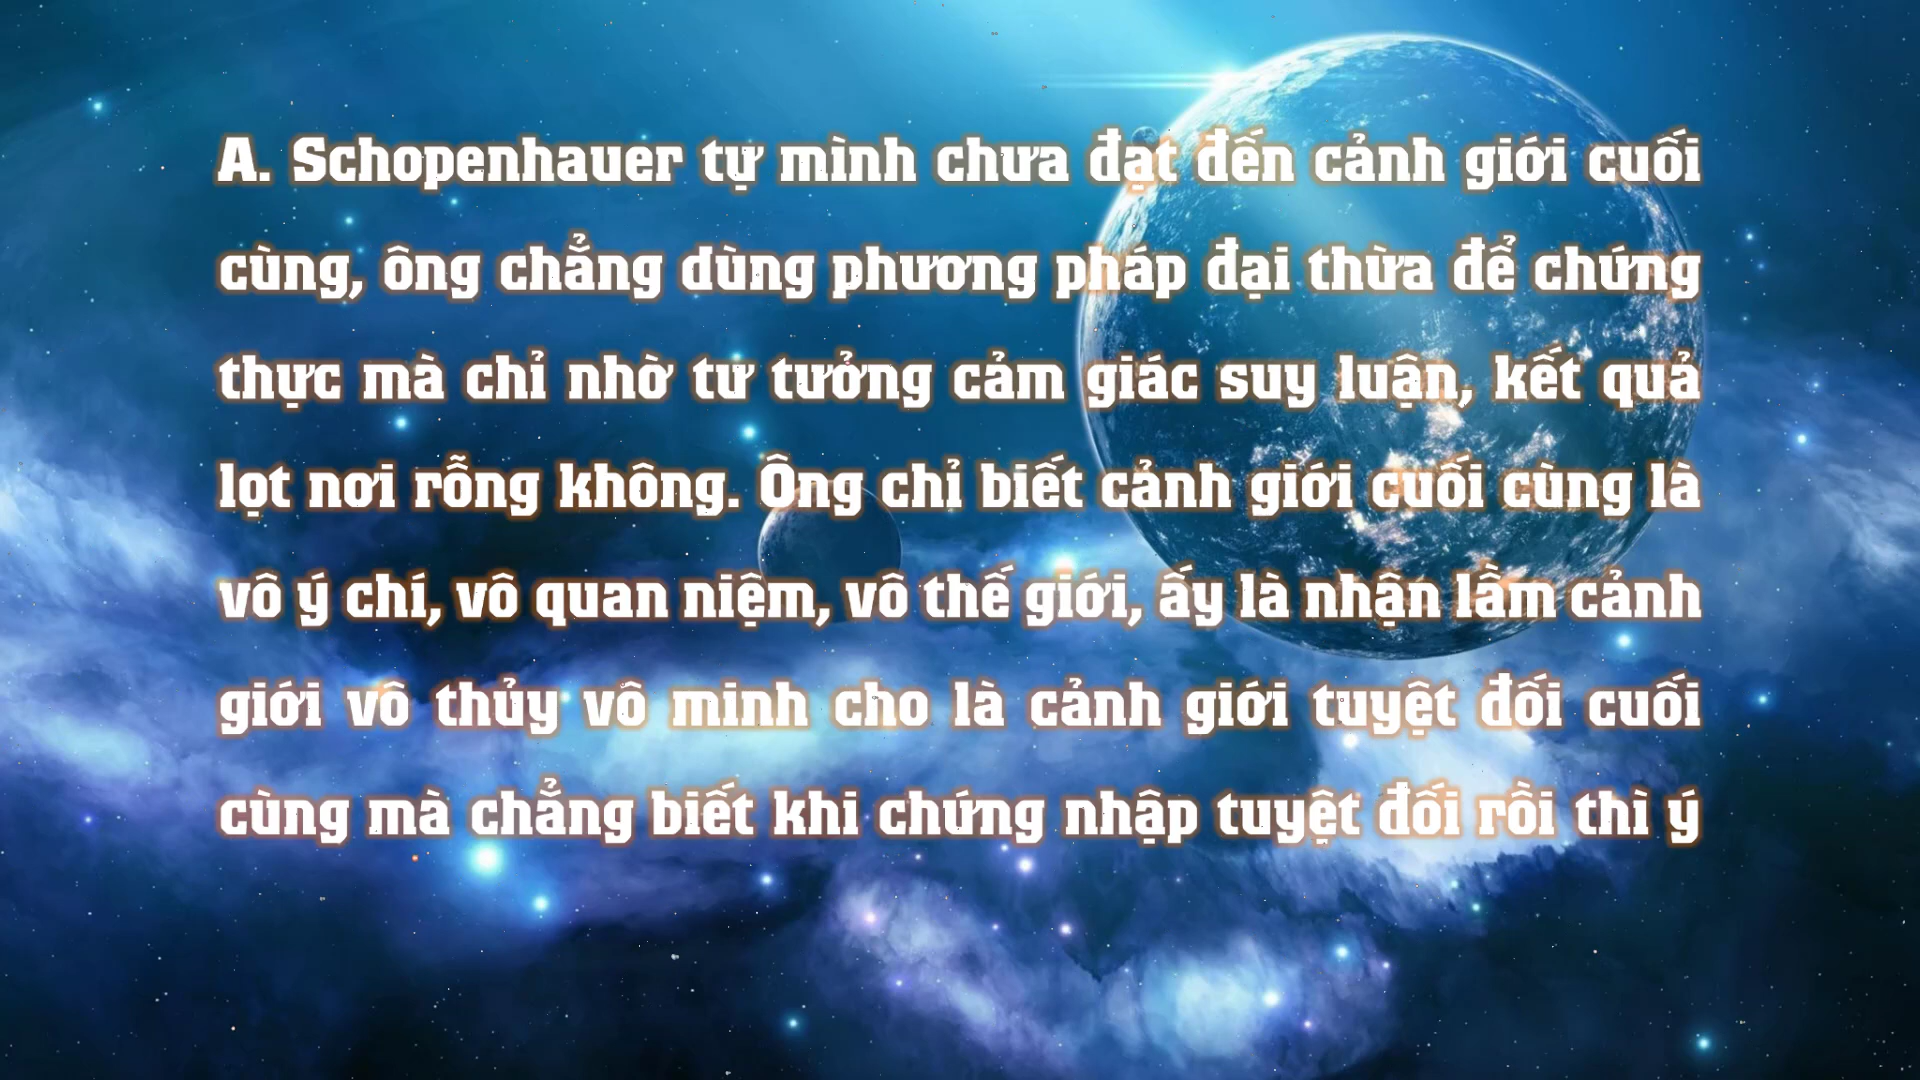 A. Schopenhauer tự mình chưa đạt đến cảnh giới cuối
cùng, ông chẳng dùng phương pháp đại thừa để chứng
thực mà chỉ nhờ tư tưởng cảm giác suy luận, kết quả
lọt nơi rỗng không. Ông chỉ biết cảnh giới cuối cùng là
vô ý chí, vô quan niệm, vô thế giới, ấy là nhận lầm cảnh
giới vô thủy vô minh cho là cảnh giới tuyệt đối cuối
cùng mà chẳng biết khi chứng nhập tuyệt đối rồi thì ý